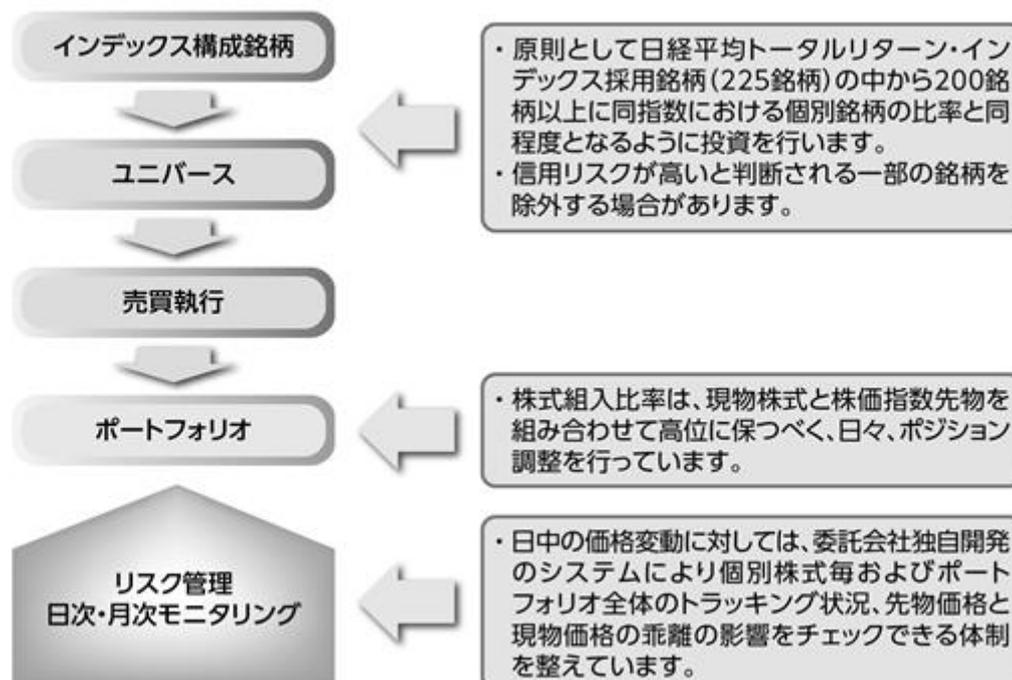 インデックス構成銘柄
・原則として日経平均トータルリターン・イン
デックス採用銘柄(225銘柄)の中から200銘
柄以上に同指数における個別銘柄の比率と同
程度となるように投資を行います。
・信用リスクが高いと判断される一部の銘柄を
除外する場合があります。
ユニバース
売買執行
ポートフォリオ
・株式組入比率は、現物株式と株価指数先物を
組み合わせて高位に保つべく、日々、ポジション
調整を行っています。
リスク管理
日次・月次モニタリング
・日中の価格変動に対しては、委託会社独自開発
のシステムにより個別株式毎およびポート
フォリオ全体のトラッキング状況、先物価格と
現物価格の乖離の影響をチェックできる体制
を整えています。